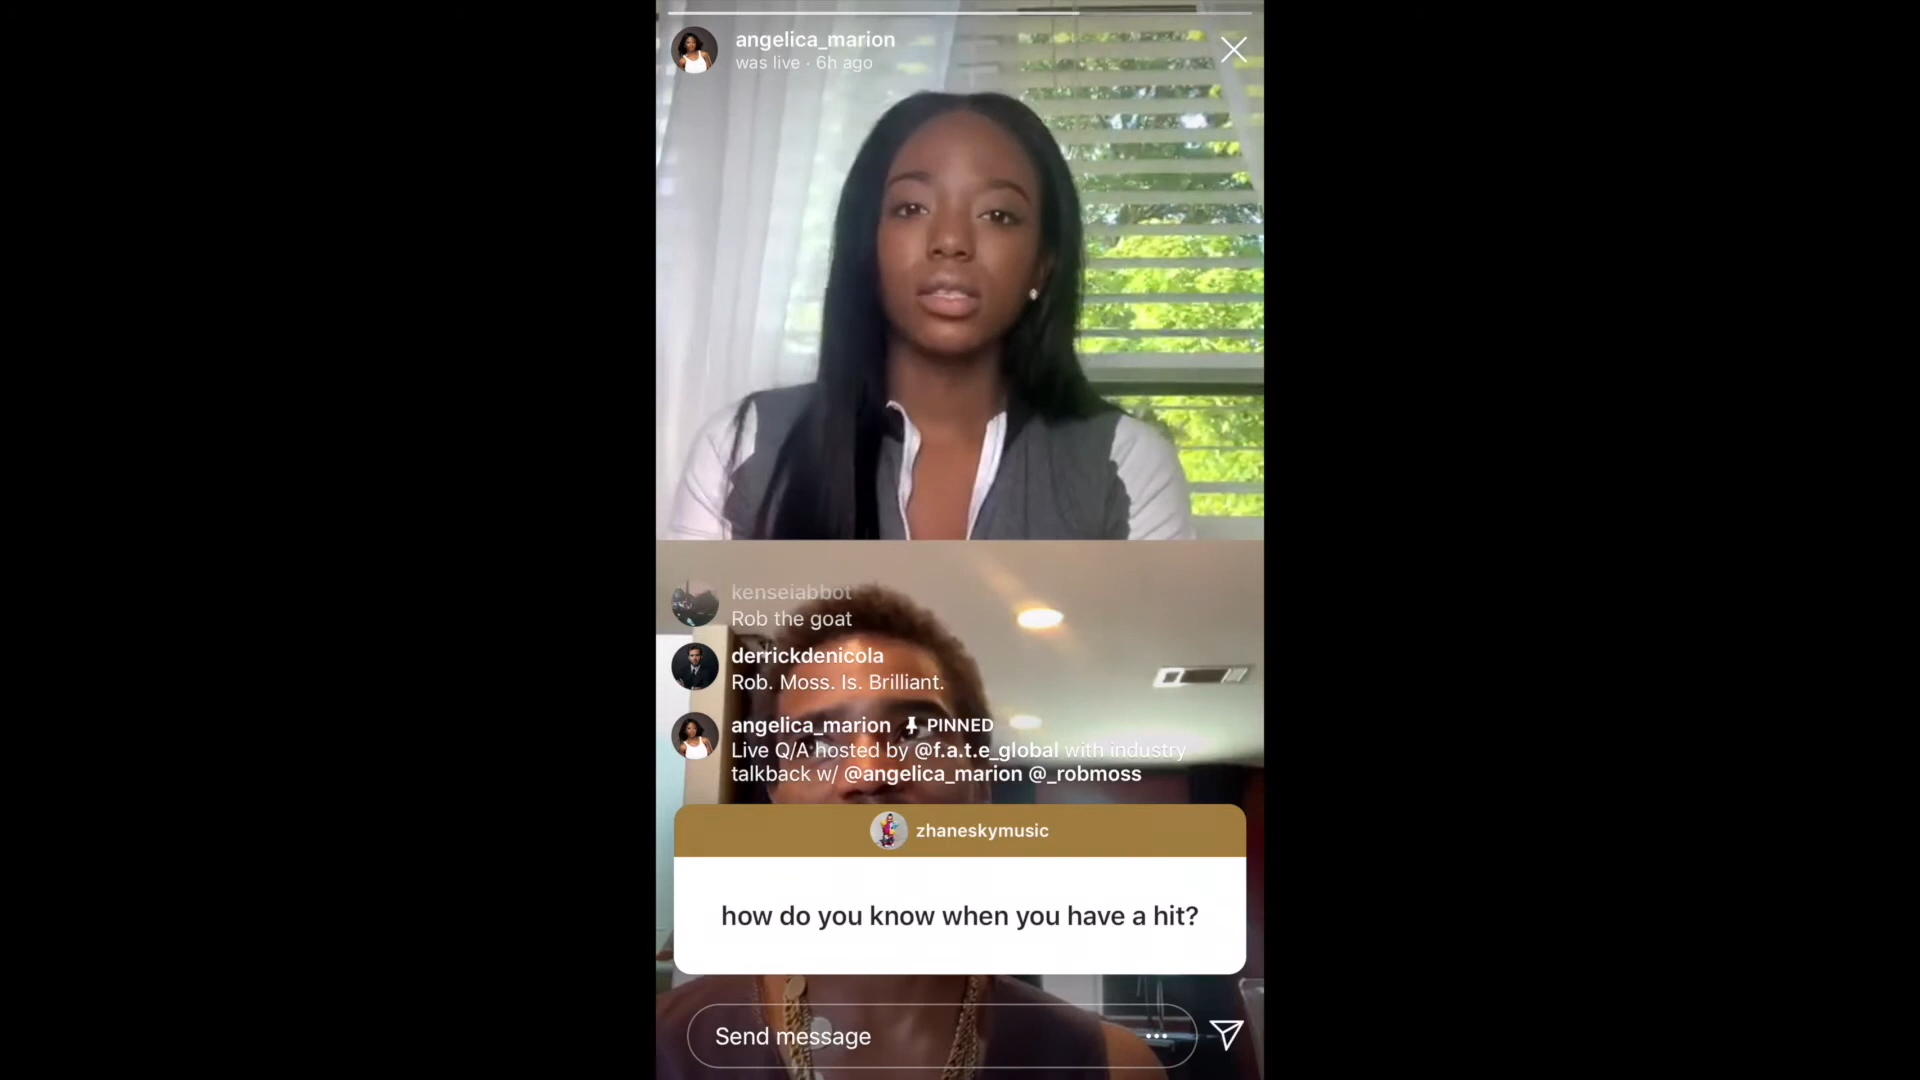 angelica_marion
was live · 6h ago
kenseiabbot
Rob the goat
derrickdenicola
Rob. Moss. Is. Brilliant.
angelica_marion PINNED
Live Q/A hosted by @f.a.t.e_global with industry
talkback w/ @angelica_marion @_robmoss
zhaneskymusic
how do you know when you have a hit?
Send message